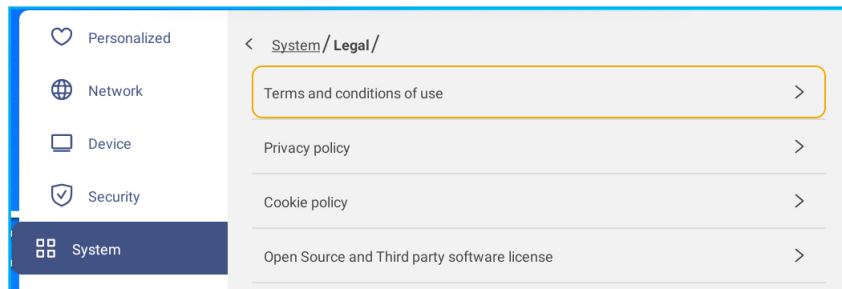 Personalized
Network
Device
Security
System
System/Legal/
Terms and conditions of use
Privacy policy
Cookie policy
Open Source and Third party software license